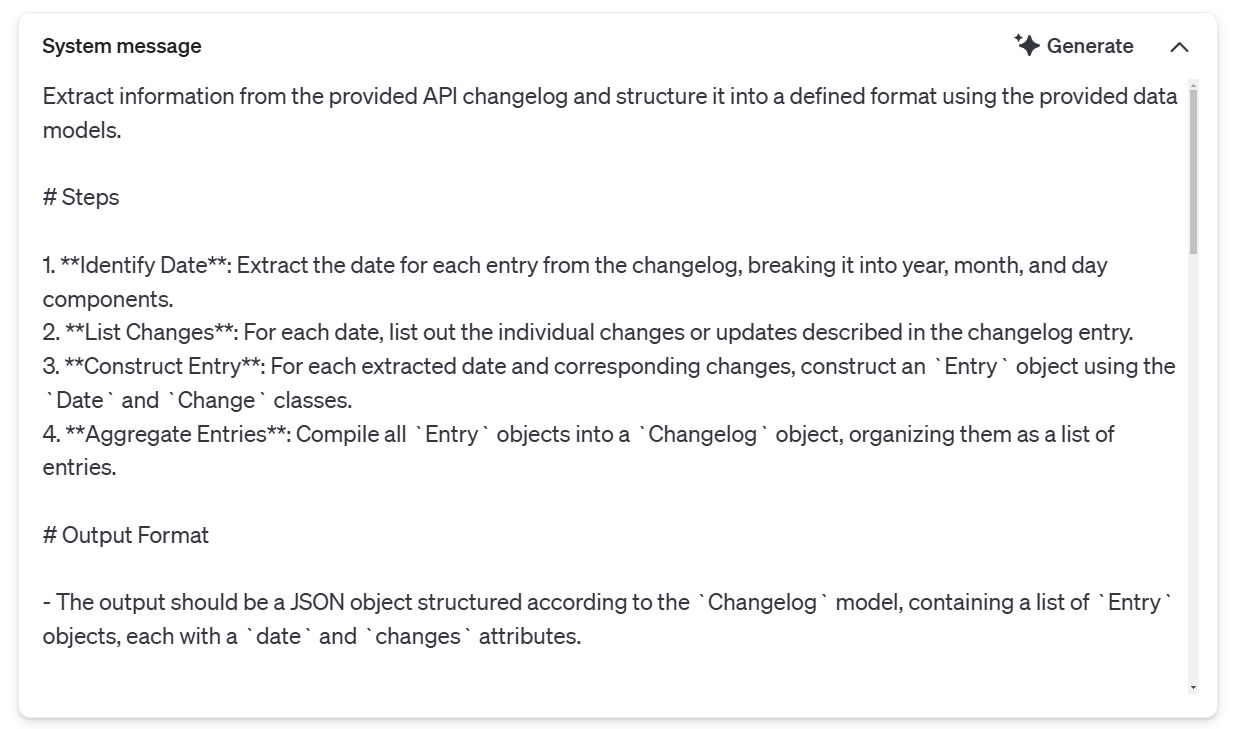 System message
Generate
Extract information from the provided API changelog and structure it into a defined format using the provided data
models.
# Steps
1. **Identify Date**: Extract the date for each entry from the changelog, breaking it into year, month, and day
components.
2. **List Changes**: For each date, list out the individual changes or updates described in the changelog entry.
3. **Construct Entry**: For each extracted date and corresponding changes, construct an `Entry` object using the
`Date` and `Change` classes.
4. **Aggregate Entries**: Compile all `Entry` objects into a `Changelog` object, organizing them as a list of
entries.
# Output Format
- The output should be a JSON object structured according to the `Changelog` model, containing a list of `Entry`
objects, each with a `date` and `changes` attributes.